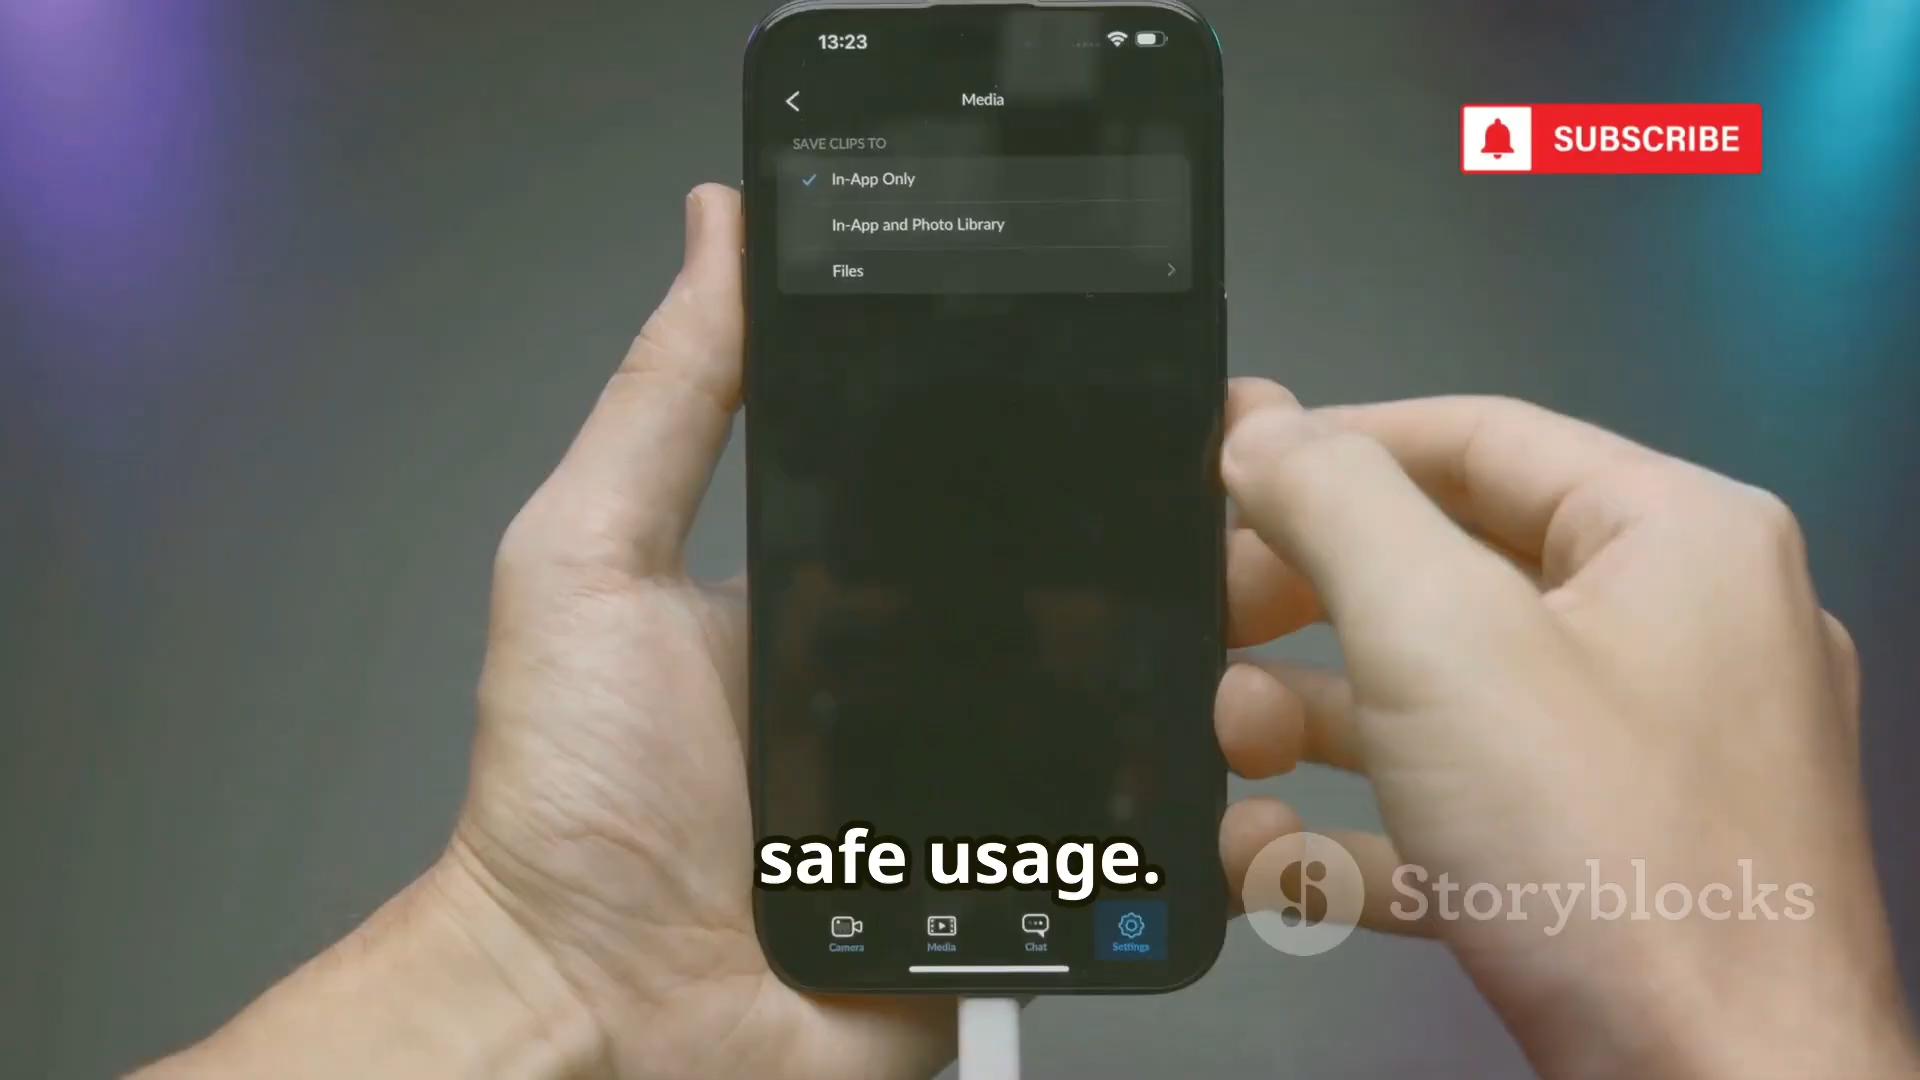 13:23
Media
SUBSCRIBE
SAVE CLIPS TO
In-App Only
In-App and Photo Library
Files
safe usage.
Storyblocks
Camera
Media
Chat
Settings